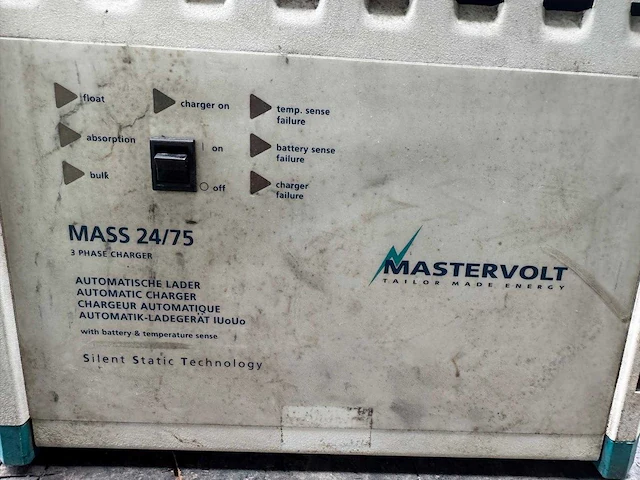 float
charger on
temp. sense
failure
absorption
on
battery sense
failure
bulk
off
charger
failure
MASS 24/75
3 PHASE CHARGER
MASTERVOLT
TAILOR MADE ENERGY
AUTOMATISCHE LADER
AUTOMATIC CHARGER
CHARGEUR AUTOMATIQUE
AUTOMATIK-LADEGERÄT IUoUo
with battery & temperature sense
Silent Static Technology